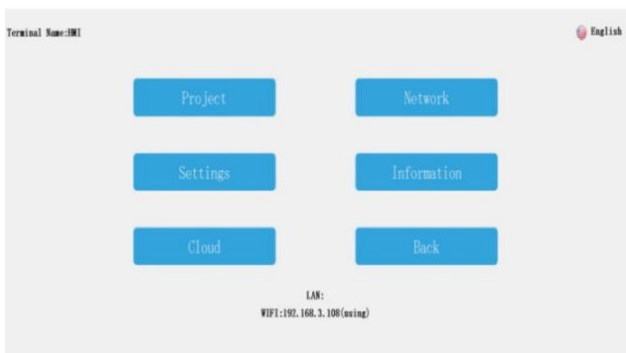 Terminal Name:HMI
English
Project
Network
Settings
Information
Cloud
Back
LAN:
WIFI:192.168.3.108(using)